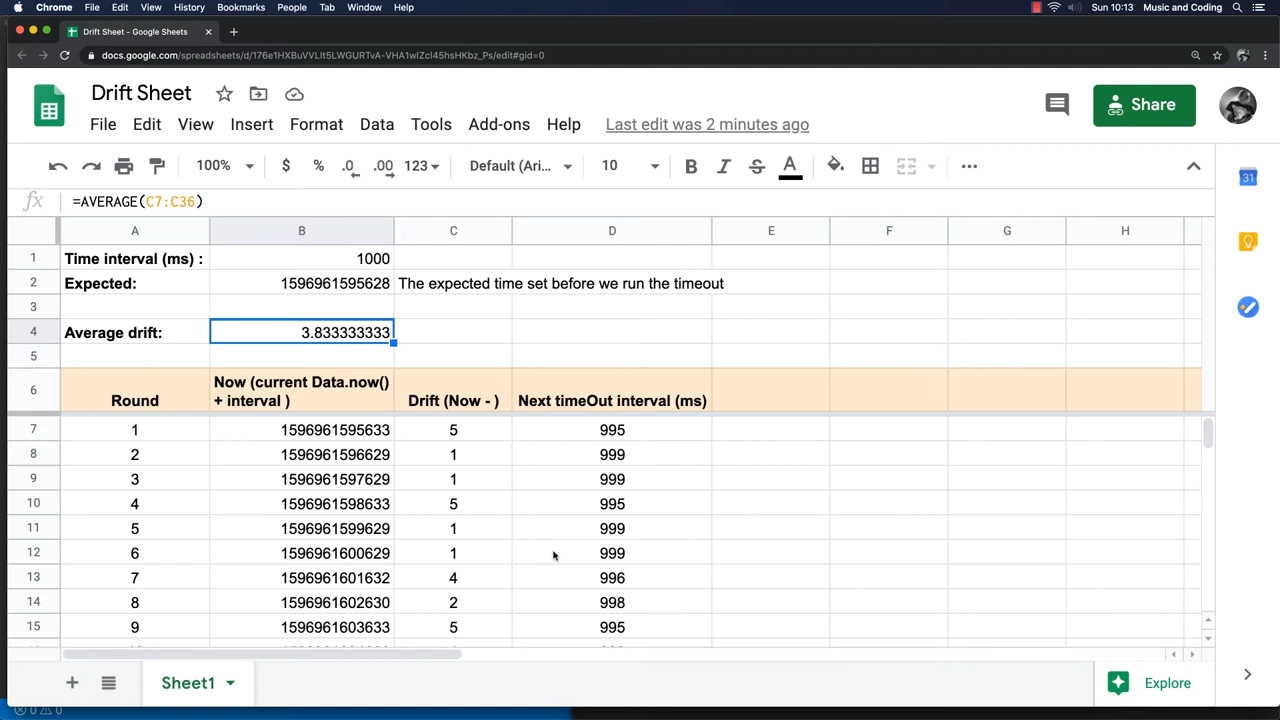 Chrome File Edit View History Bookmarks People Tab Window Help Sun 10:13 Music and Coding
Drift Sheet - Google Sheets
docs.google.com/spreadsheets/d/176e1HXBuVVLlt5LWGURTvA-VHA1wlZcl45hsHKbz_Ps/edit#gid=0
Drift Sheet
Share
File Edit View Insert Format Data Tools Add-ons Help Last edit was 2 minutes ago
100% $ % .0 .00 123 Default (Ari... 10 B I S A
31
fx =AVERAGE(C7:C36)
A B C D E F G H
1 Time interval (ms) : 1000
2 Expected: 1596961595628 The expected time set before we run the timeout
3
4 Average drift: 3.833333333
5
Now (current Data.now()
6 Round + interval ) Drift (Now - ) Next timeOut interval (ms)
7 1 1596961595633 5 995
8 2 1596961596629 1 999
9 3 1596961597629 1 999
10 4 1596961598633 5 995
11 5 1596961599629 1 999
12 6 1596961600629 1 999
13 7 1596961601632 4 996
14 8 1596961602630 2 998
15 9 1596961603633 5 995
Sheet1 Explore
0 0